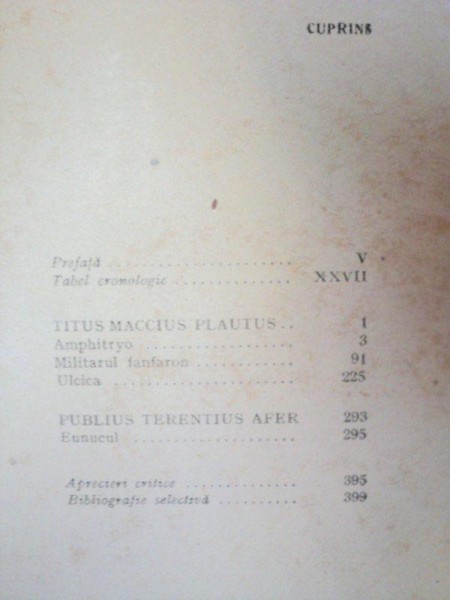 CUPRINS
Prefață . . . . . . . . . . . . . . . . . . . . . . V
Tabel cronologic . . . . . . . . . . . . . . XXVII
TITUS MACCIUS PLAUTUS . . 1
Amphitryo . . . . . . . . . . . . . . . . . . 3
Militarul fanfaron . . . . . . . . . . . . 91
Ulcica . . . . . . . . . . . . . . . . . . . . . 225
PUBLIUS TERENTIUS AFER 293
Eunucul . . . . . . . . . . . . . . . . . . . 295
Aprecieri critice . . . . . . . . . . . . . . 395
Bibliografie selectivă . . . . . . . . . . 399